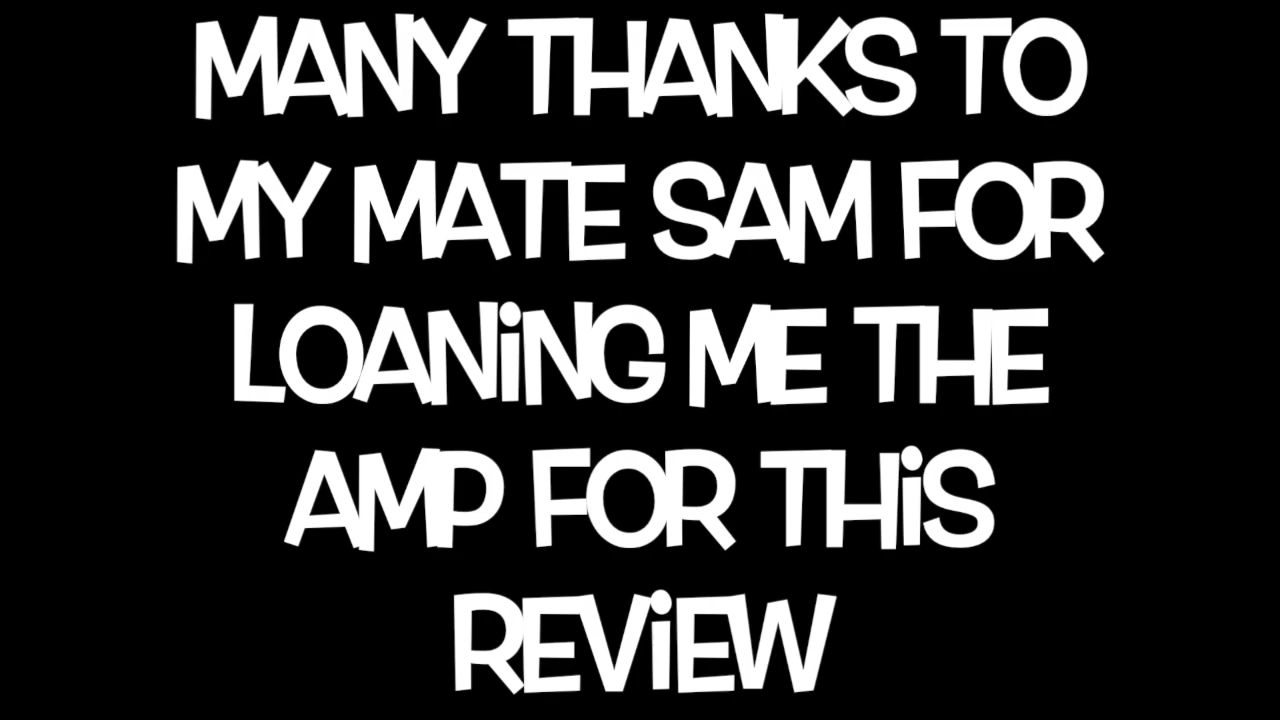 MANY THANKS TO
MY MATE SAM FOR
LOANiNG ME THE
AMP FOR THiS
REViEW